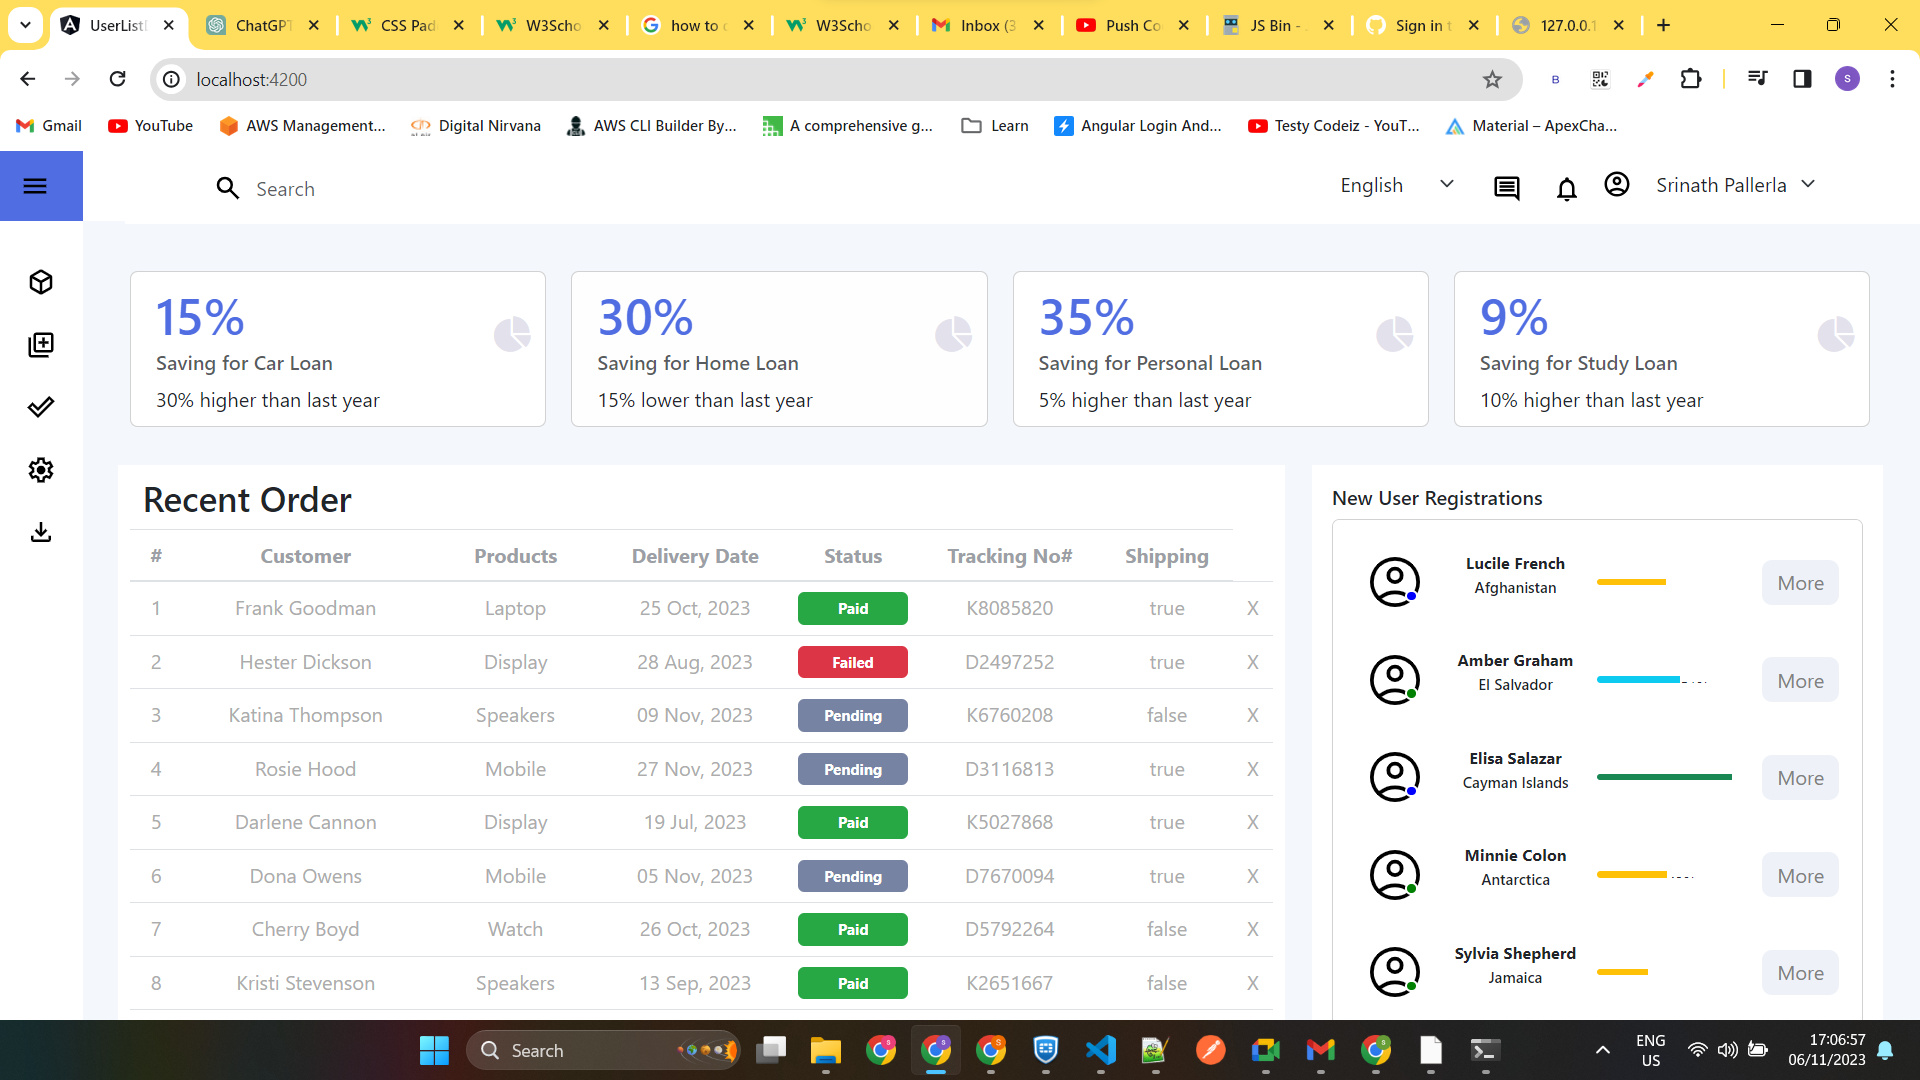 UserListI
ChatGPT
CSS Pad
W3Scho
how to c
W3Scho
Inbox (3
Push Co
JS Bin -
Sign in t
127.0.0.1
localhost:4200
B
S
Gmail
YouTube
AWS Management...
Digital Nirvana
AWS CLI Builder By...
A comprehensive g...
Learn
Angular Login And...
Testy Codeiz - YouT...
Material – ApexCha...
Search
English
Srinath Pallerla
15%
Saving for Car Loan
30% higher than last year
30%
Saving for Home Loan
15% lower than last year
35%
Saving for Personal Loan
5% higher than last year
9%
Saving for Study Loan
10% higher than last year
Recent Order
# Customer Products Delivery Date Status Tracking No# Shipping
1 Frank Goodman Laptop 25 Oct, 2023 Paid K8085820 true X
2 Hester Dickson Display 28 Aug, 2023 Failed D2497252 true X
3 Katina Thompson Speakers 09 Nov, 2023 Pending K6760208 false X
4 Rosie Hood Mobile 27 Nov, 2023 Pending D3116813 true X
5 Darlene Cannon Display 19 Jul, 2023 Paid K5027868 true X
6 Dona Owens Mobile 05 Nov, 2023 Pending D7670094 true X
7 Cherry Boyd Watch 26 Oct, 2023 Paid D5792264 false X
8 Kristi Stevenson Speakers 13 Sep, 2023 Paid K2651667 false X
New User Registrations
Lucile French
Afghanistan
More
Amber Graham
El Salvador
More
Elisa Salazar
Cayman Islands
More
Minnie Colon
Antarctica
More
Sylvia Shepherd
Jamaica
More
Search
ENG
US
17:06:57
06/11/2023